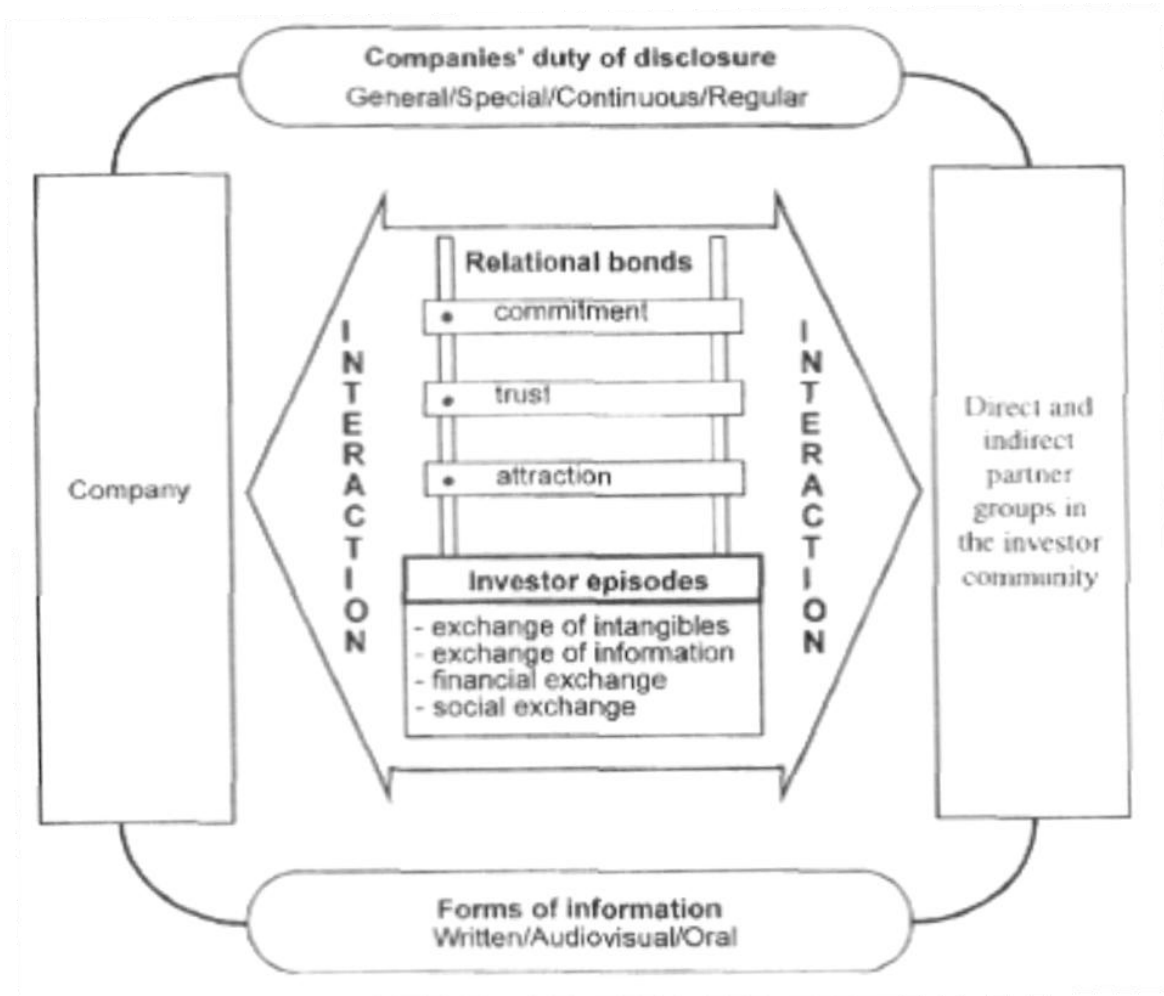 Companies' duty of disclosure
General/Special/Continuous/Regular
Company
INTERACTION
Relational bonds
• commitment
• trust
• attraction
Investor episodes
- exchange of intangibles
- exchange of information
- financial exchange
- social exchange
INTERACTION
Direct and
indirect
partner
groups in
the investor
community
Forms of information
Written/Audiovisual/Oral